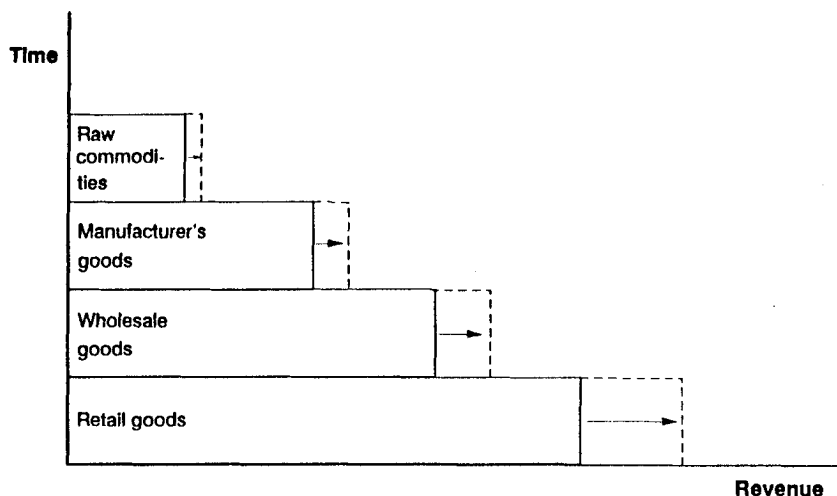 Time
Raw
commodi-
ties
Manufacturer's
goods
Wholesale
goods
Retail goods
Revenue